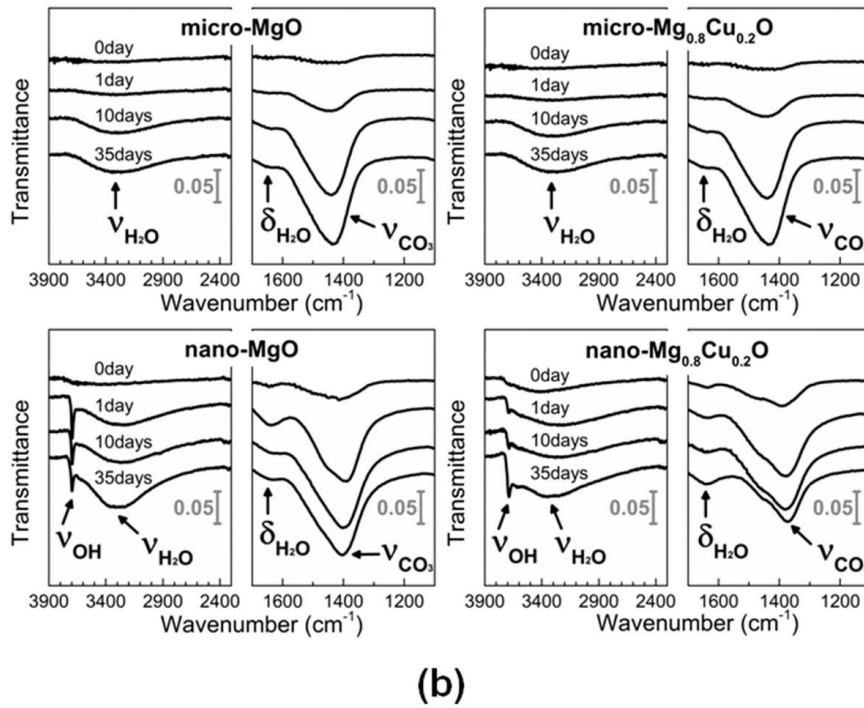 micro-MgO
0day
1day
10days
35days
0.05
0.05
νH₂O
δH₂O
νCO₃
Transmittance
3900 3400 2900 2400 1600 1400 1200
Wavenumber (cm⁻¹)
micro-Mg₀.₈Cu₀.₂O
0day
1day
10days
35days
0.05
0.05
νH₂O
δH₂O
νCO₃
Transmittance
3900 3400 2900 2400 1600 1400 1200
Wavenumber (cm⁻¹)
nano-MgO
0day
1day
10days
35days
0.05
0.05
νOH
νH₂O
δH₂O
νCO₃
Transmittance
3900 3400 2900 2400 1600 1400 1200
Wavenumber (cm⁻¹)
nano-Mg₀.₈Cu₀.₂O
0day
1day
10days
35days
0.05
0.05
νOH
νH₂O
δH₂O
νCO
Transmittance
3900 3400 2900 2400 1600 1400 1200
Wavenumber (cm⁻¹)
(b)